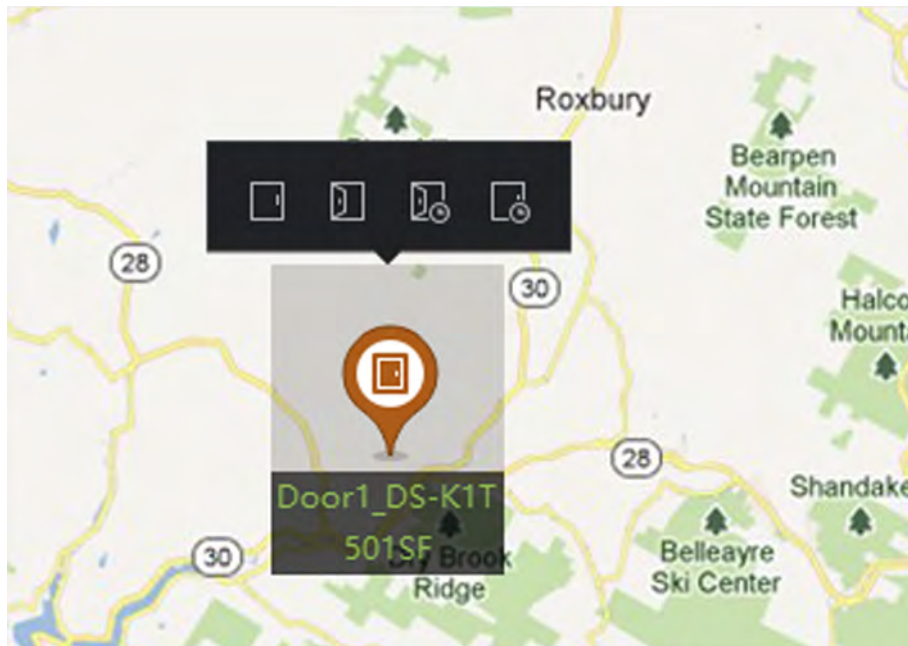 Roxbury
Bearpen
Mountain
State Forest
28
30
Halco
Mounta
28
Shandake
Door1_DS-K1T
501SF
30
Dry Brook
Ridge
Belleayre
Ski Center